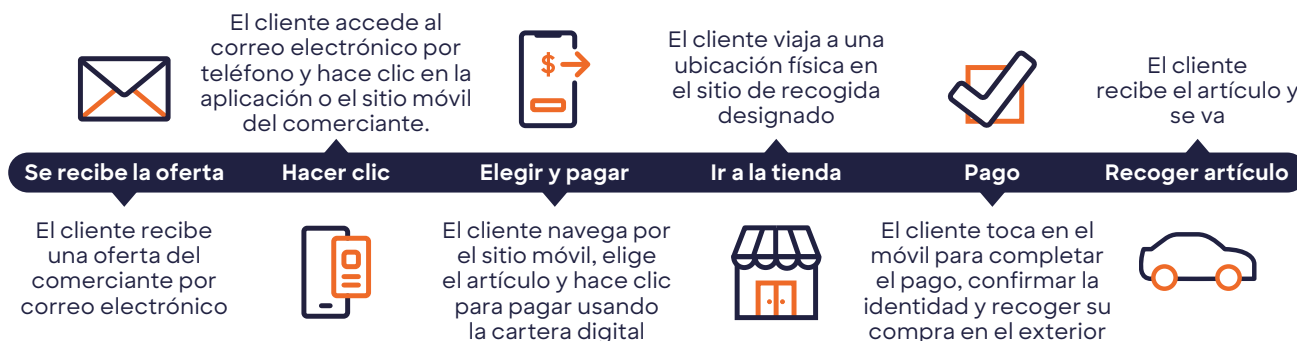 El cliente accede al
correo electrónico por
teléfono y hace clic en la
aplicación o el sitio móvil
del comerciante.
$
El cliente viaja a una
ubicación física en
el sitio de recogida
designado
El cliente
recibe el artículo y
se va
Se recibe la oferta
Hacer clic
Elegir y pagar
Ir a la tienda
Pago
Recoger artículo
El cliente recibe
una oferta del
comerciante por
correo electrónico
El cliente navega por
el sitio móvil, elige
el artículo y hace clic
para pagar usando
la cartera digital
El cliente toca en el
móvil para completar
el pago, confirmar la
identidad y recoger su
compra en el exterior